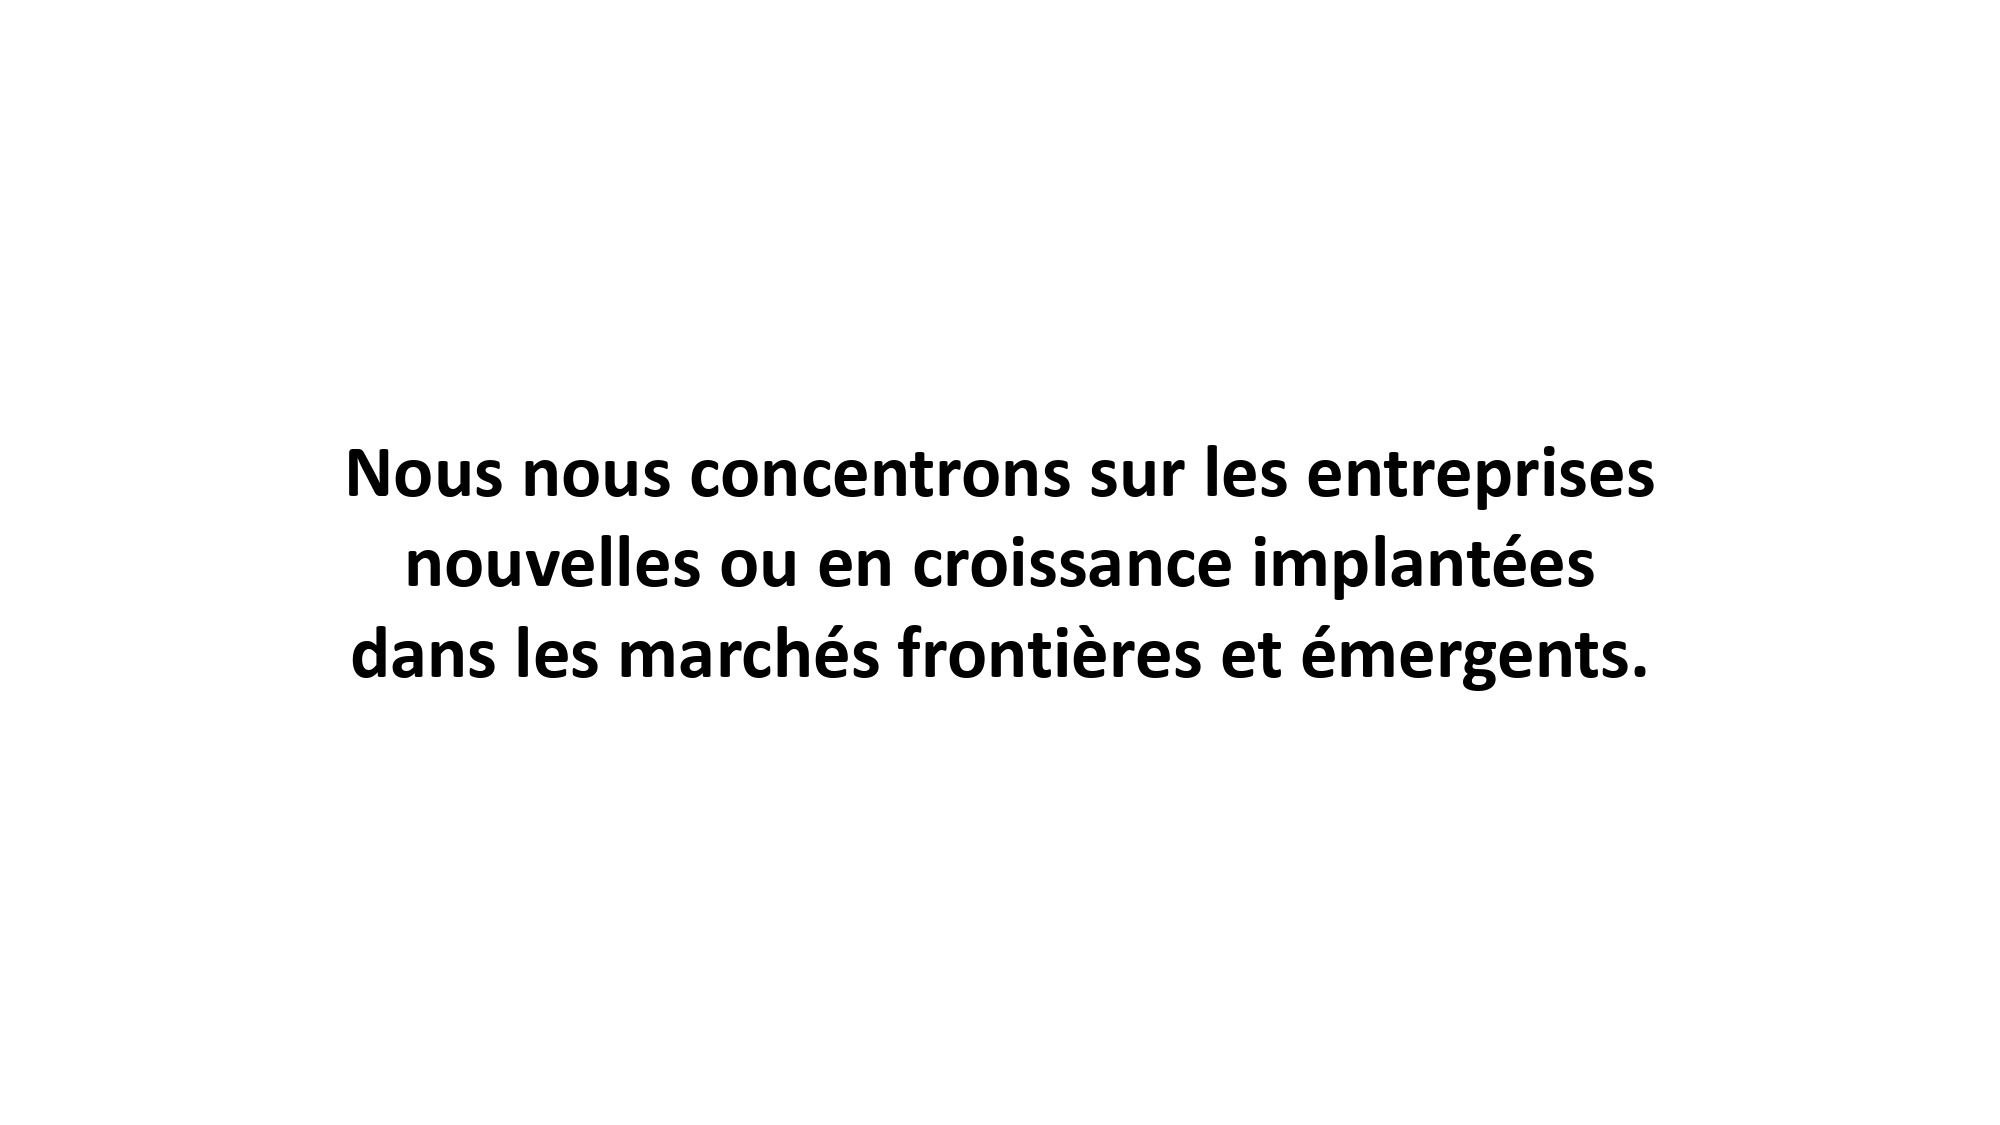 Nous nous concentrons sur les entreprises
nouvelles ou en croissance implantées
dans les marchés frontières et émergents.